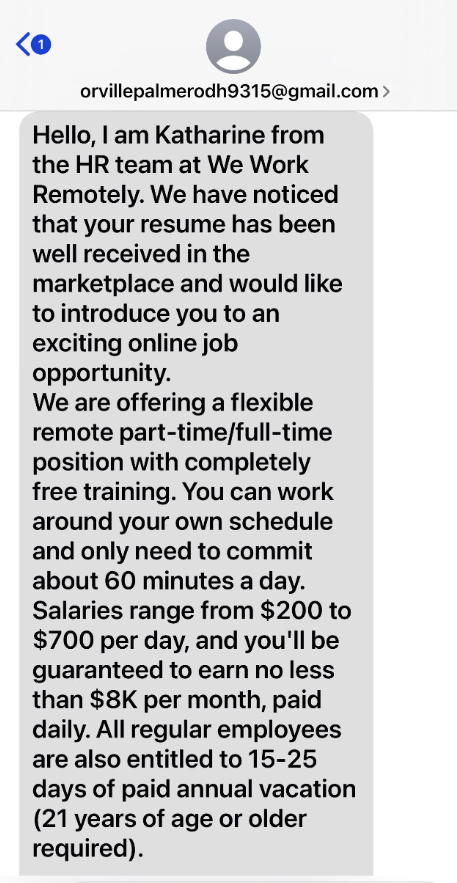 1
orvillepalmerodh9315@gmail.com
Hello, I am Katharine from
the HR team at We Work
Remotely. We have noticed
that your resume has been
well received in the
marketplace and would like
to introduce you to an
exciting online job
opportunity.
We are offering a flexible
remote part-time/full-time
position with completely
free training. You can work
around your own schedule
and only need to commit
about 60 minutes a day.
Salaries range from $200 to
$700 per day, and you'll be
guaranteed to earn no less
than $8K per month, paid
daily. All regular employees
are also entitled to 15-25
days of paid annual vacation
(21 years of age or older
required).